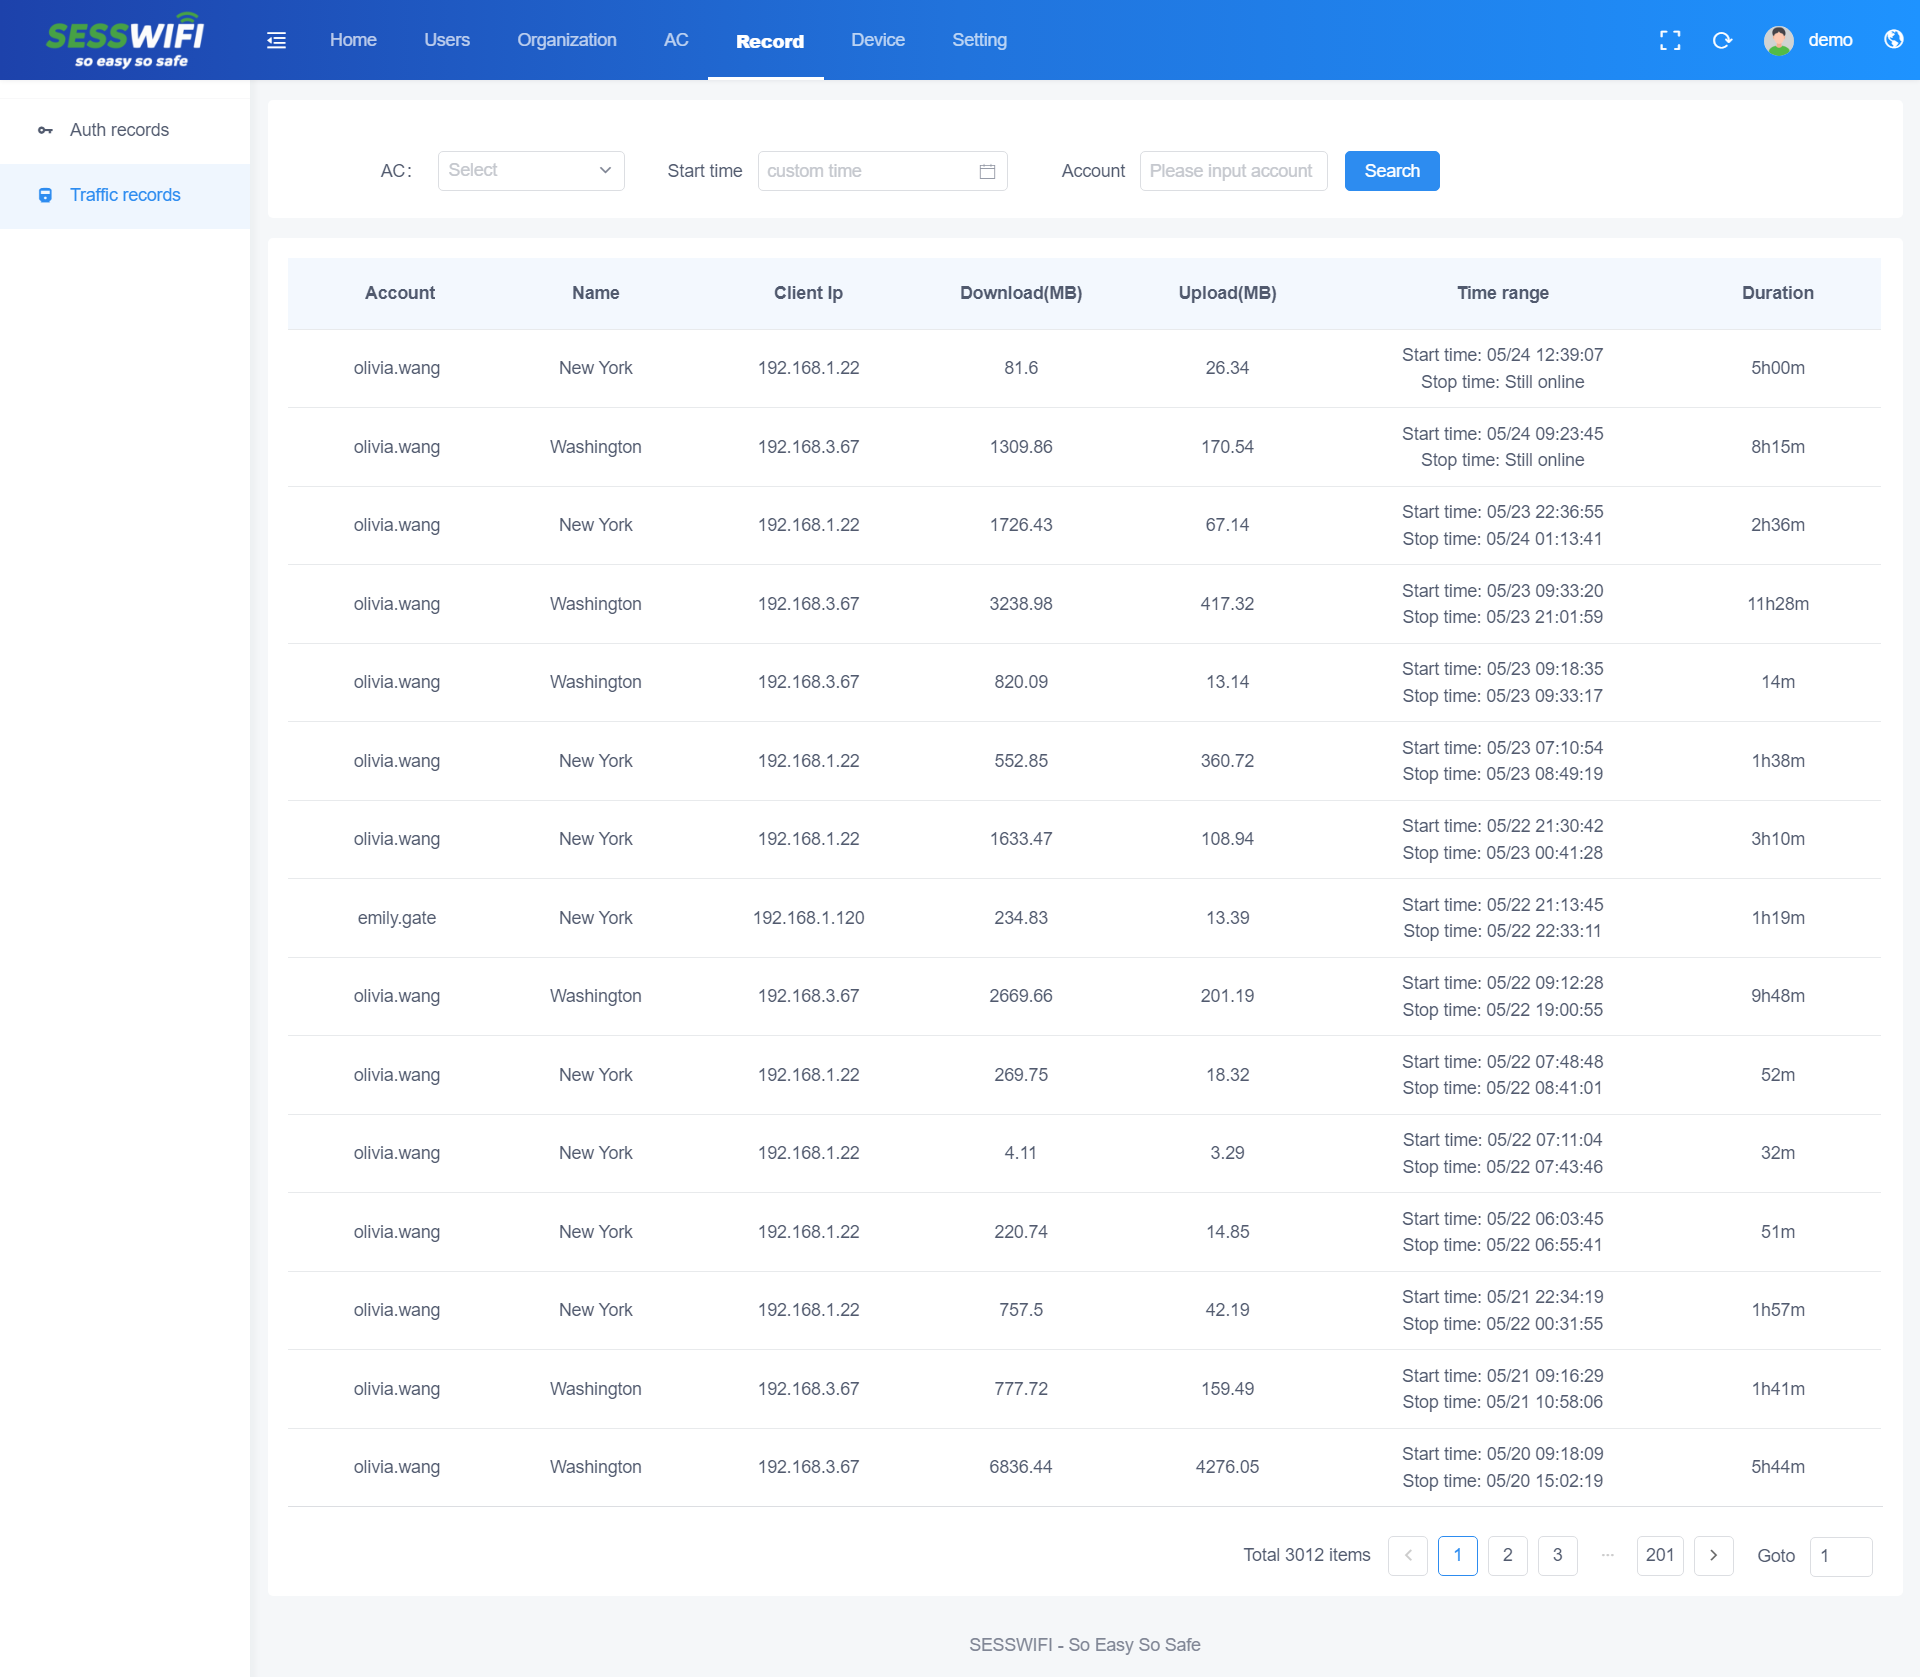 SESSWIFI
so easy so safe
Home Users Organization AC Record Device Setting demo
Auth records
Traffic records
AC: Select Start time custom time Account Please input account Search
Account Name Client Ip Download(MB) Upload(MB) Time range Duration
olivia.wang New York 192.168.1.22 81.6 26.34 Start time: 05/24 12:39:07 5h00m
Stop time: Still online
olivia.wang Washington 192.168.3.67 1309.86 170.54 Start time: 05/24 09:23:45 8h15m
Stop time: Still online
olivia.wang New York 192.168.1.22 1726.43 67.14 Start time: 05/23 22:36:55 2h36m
Stop time: 05/24 01:13:41
olivia.wang Washington 192.168.3.67 3238.98 417.32 Start time: 05/23 09:33:20 11h28m
Stop time: 05/23 21:01:59
olivia.wang Washington 192.168.3.67 820.09 13.14 Start time: 05/23 09:18:35 14m
Stop time: 05/23 09:33:17
olivia.wang New York 192.168.1.22 552.85 360.72 Start time: 05/23 07:10:54 1h38m
Stop time: 05/23 08:49:19
olivia.wang New York 192.168.1.22 1633.47 108.94 Start time: 05/22 21:30:42 3h10m
Stop time: 05/23 00:41:28
emily.gate New York 192.168.1.120 234.83 13.39 Start time: 05/22 21:13:45 1h19m
Stop time: 05/22 22:33:11
olivia.wang Washington 192.168.3.67 2669.66 201.19 Start time: 05/22 09:12:28 9h48m
Stop time: 05/22 19:00:55
olivia.wang New York 192.168.1.22 269.75 18.32 Start time: 05/22 07:48:48 52m
Stop time: 05/22 08:41:01
olivia.wang New York 192.168.1.22 4.11 3.29 Start time: 05/22 07:11:04 32m
Stop time: 05/22 07:43:46
olivia.wang New York 192.168.1.22 220.74 14.85 Start time: 05/22 06:03:45 51m
Stop time: 05/22 06:55:41
olivia.wang New York 192.168.1.22 757.5 42.19 Start time: 05/21 22:34:19 1h57m
Stop time: 05/22 00:31:55
olivia.wang Washington 192.168.3.67 777.72 159.49 Start time: 05/21 09:16:29 1h41m
Stop time: 05/21 10:58:06
olivia.wang Washington 192.168.3.67 6836.44 4276.05 Start time: 05/20 09:18:09 5h44m
Stop time: 05/20 15:02:19
Total 3012 items 1 2 3 ... 201 Goto 1
SESSWIFI - So Easy So Safe